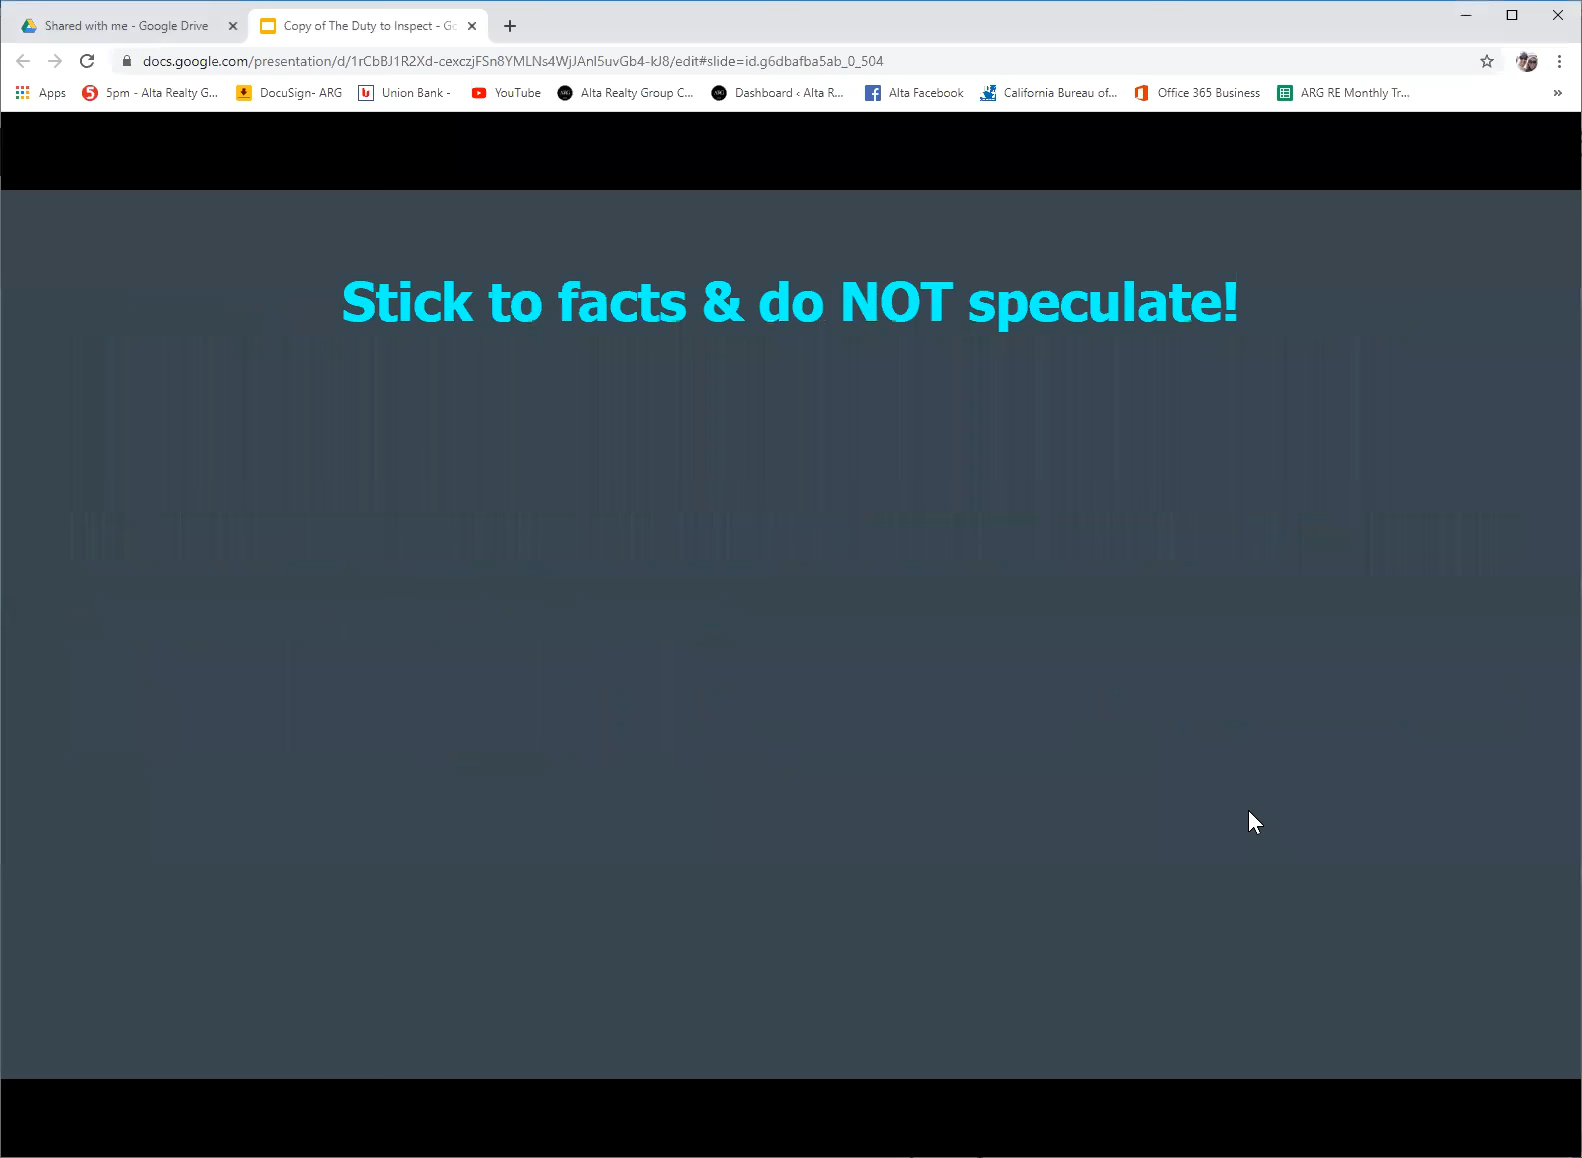 Shared with me - Google Drive
Copy of The Duty to Inspect - Go
docs.google.com/presentation/d/1rCbBJ1R2Xd-cexczjFSn8YMLNs4WjJAnI5uvGb4-kJ8/edit#slide=id.g6dbafba5ab_0_504
Apps 5pm - Alta Realty G... DocuSign- ARG Union Bank - YouTube Alta Realty Group C... Dashboard ‹ Alta R... Alta Facebook California Bureau of... Office 365 Business ARG RE Monthly Tr... »
Stick to facts & do NOT speculate!